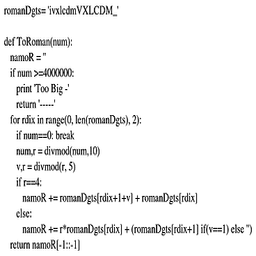 romanDgts= 'ivxlcdmVXLCDM_'
def ToRoman(num):
namoR = ''
if num >=4000000:
print 'Too Big -'
return '-----'
for rdix in range(0, len(romanDgts), 2):
if num==0: break
num,r = divmod(num,10)
v,r = divmod(r, 5)
if r==4:
namoR += romanDgts[rdix+1+v] + romanDgts[rdix]
else:
namoR += r*romanDgts[rdix] + (romanDgts[rdix+1] if(v==1) else '')
return namoR[-1::-1]